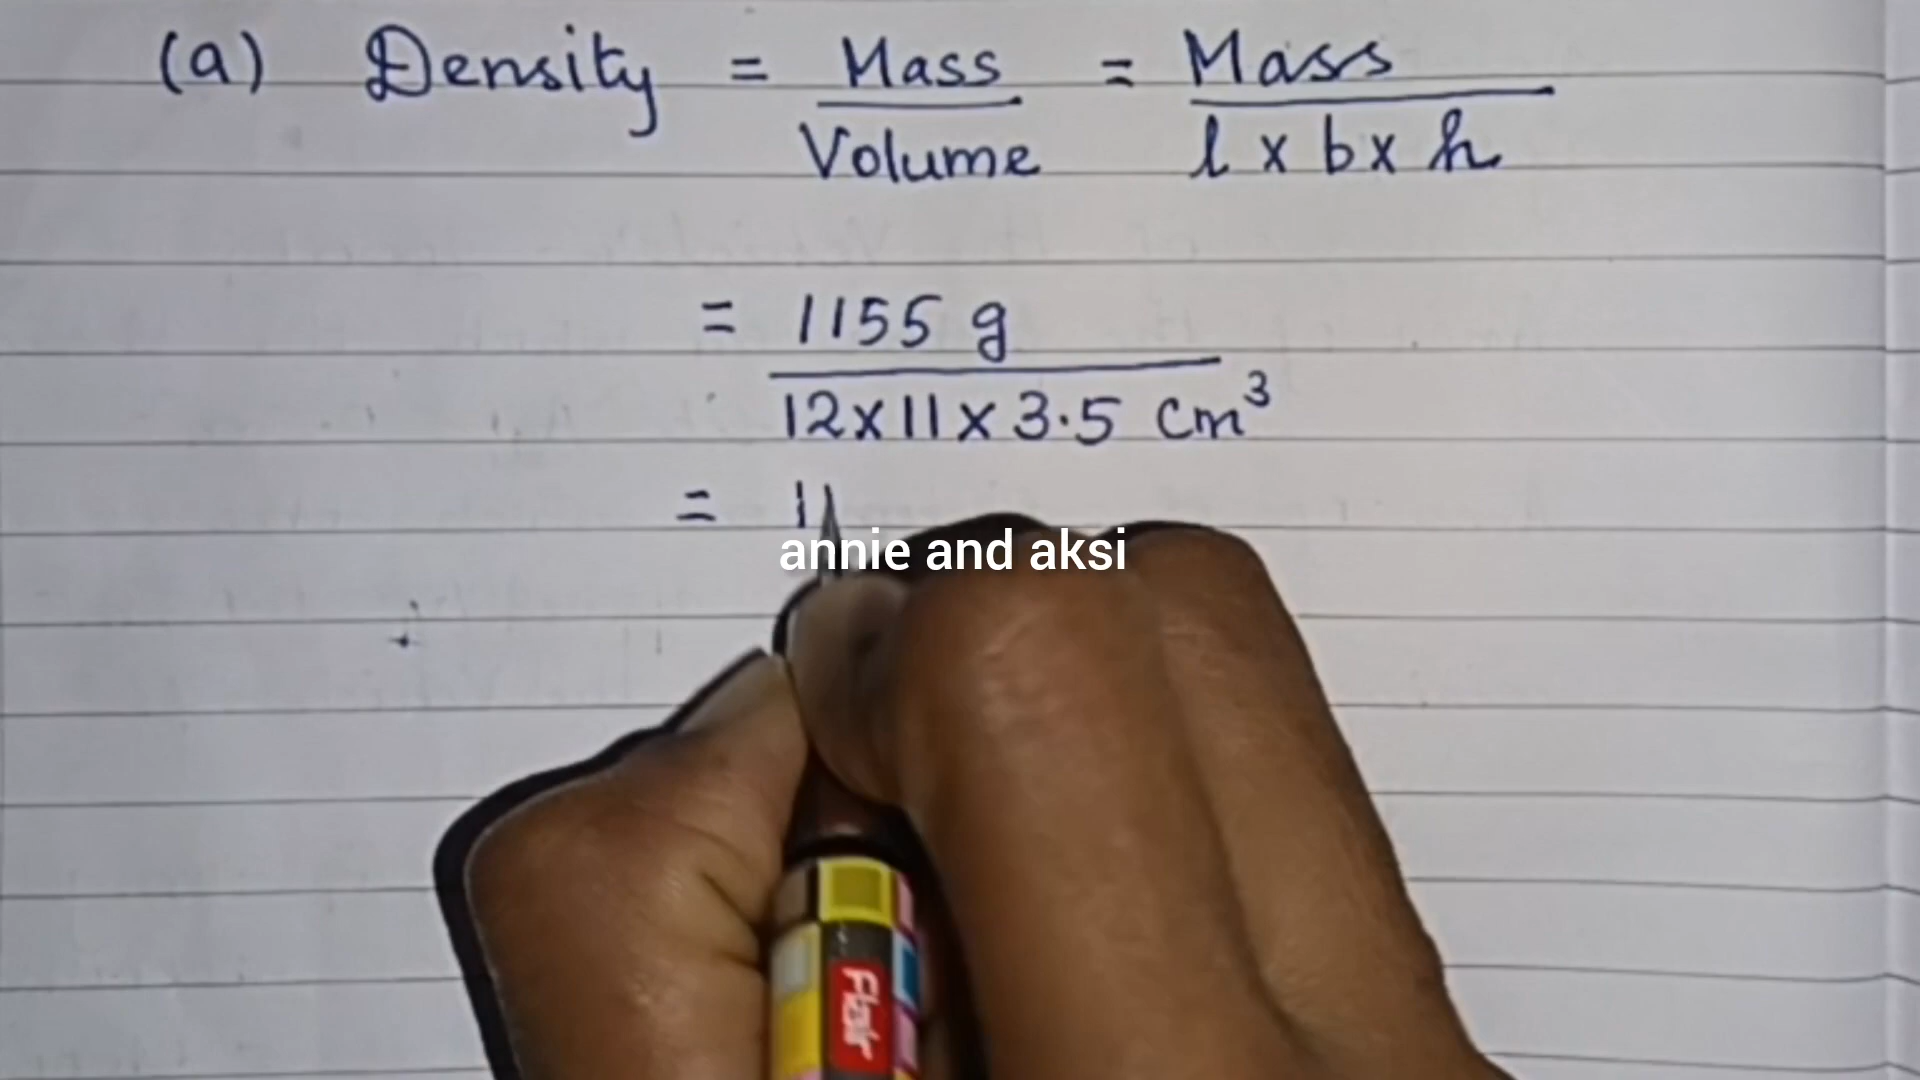 (a) Density = Mass / Volume = Mass / l x b x h
= 1155 g / 12x11x3.5 cm³
= 11
annie and aksi
Flair